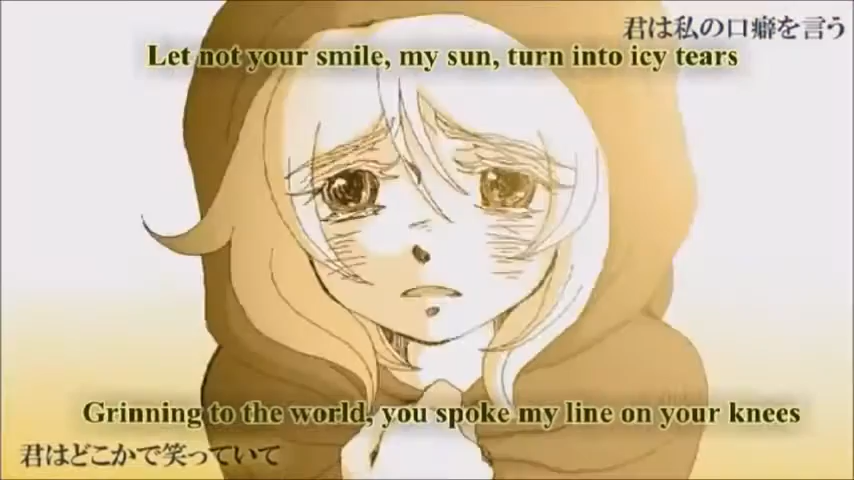 君は私の口癖を言う
Let not your smile, my sun, turn into icy tears
Grinning to the world, you spoke my line on your knees
君はどこかで笑っていて